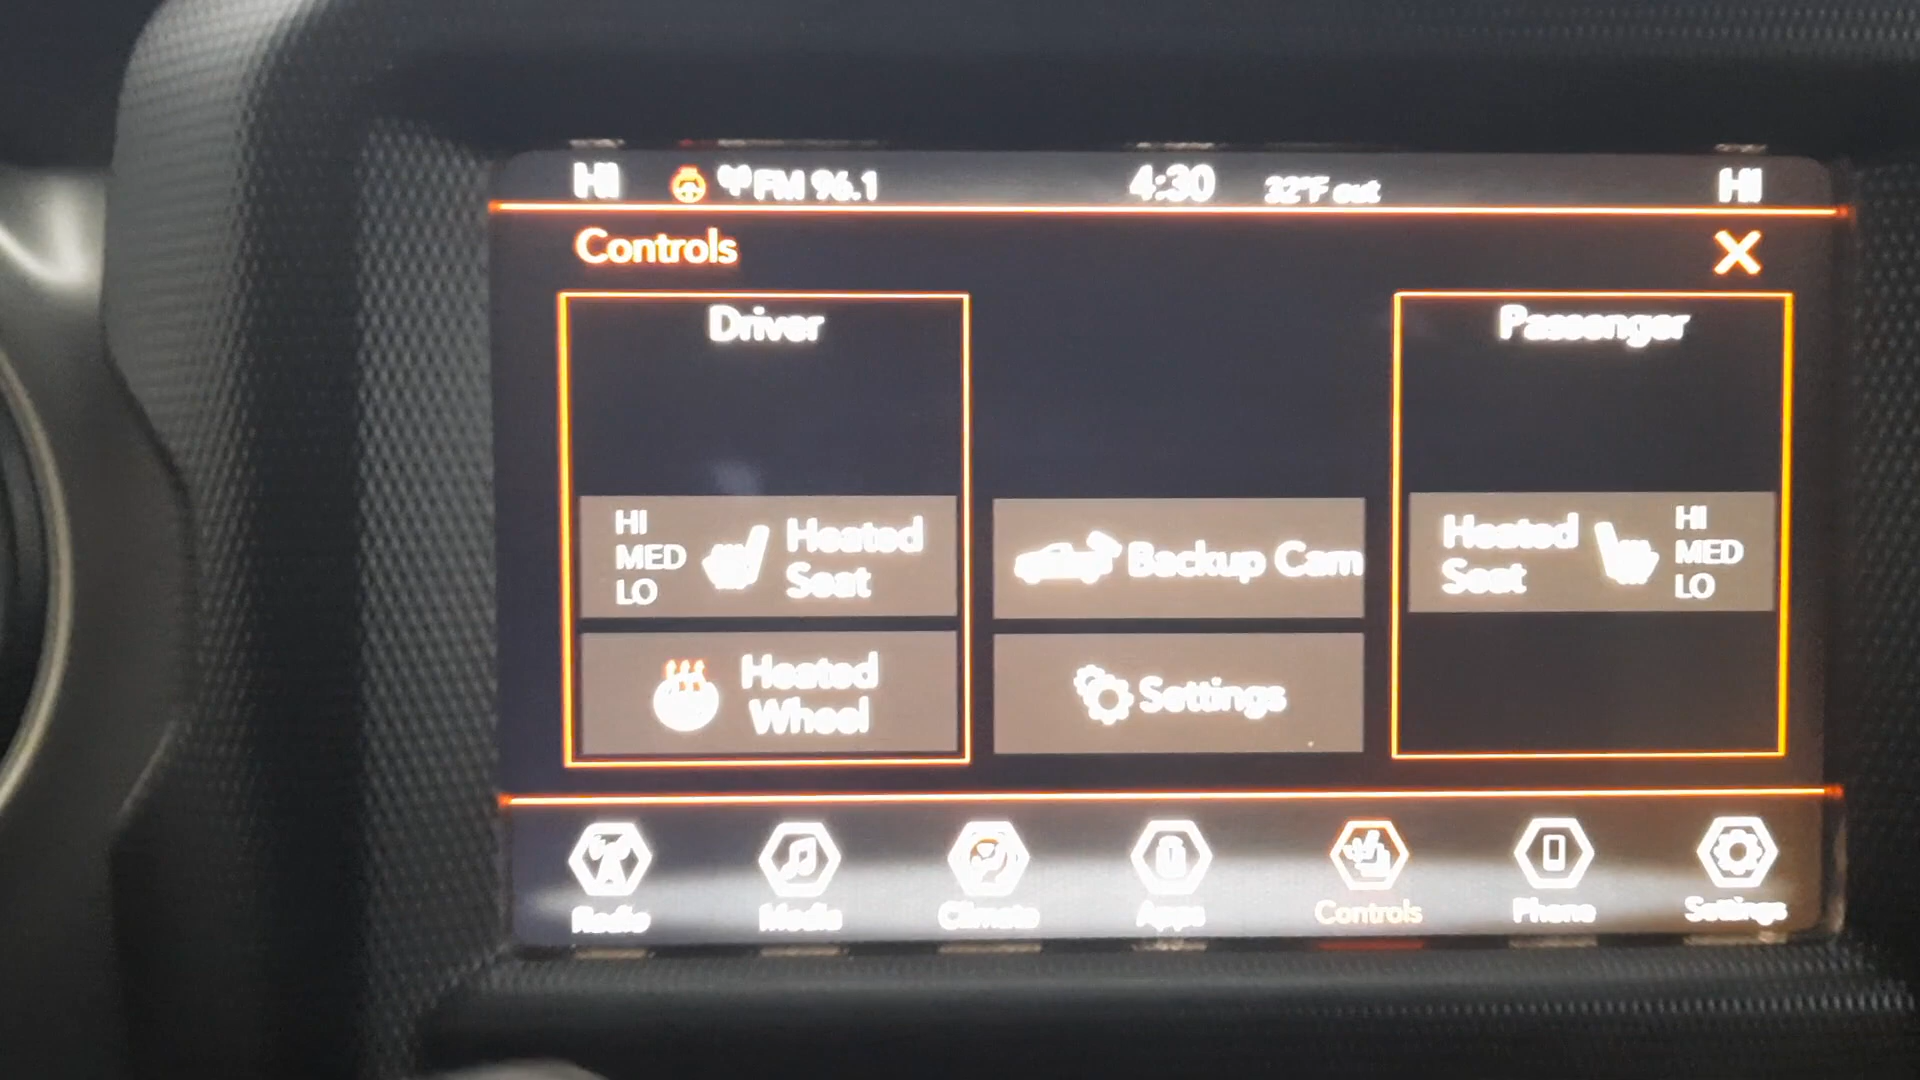 HI FM 96.1 4:30 32°F out HI
Controls X
Driver
HI
MED
LO
Heated
Seat
Heated
Wheel
Backup Cam
Settings
Passenger
Heated
Seat
HI
MED
LO
Radio Media Climate Apps Controls Phone Settings